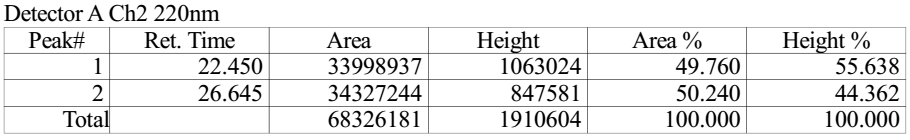 Detector A Ch2 220nm
Peak# Ret. Time Area Height Area % Height %
1 22.450 33998937 1063024 49.760 55.638
2 26.645 34327244 847581 50.240 44.362
Total 68326181 1910604 100.000 100.000